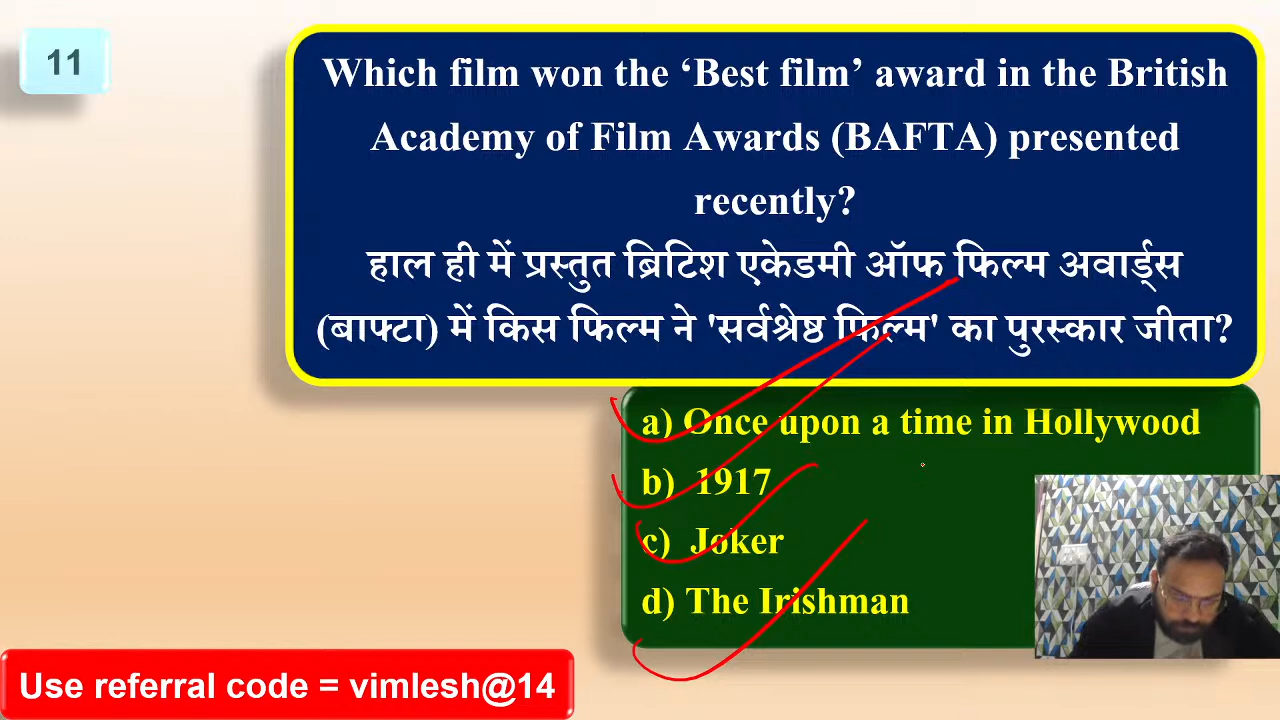 11
Which film won the ‘Best film’ award in the British
Academy of Film Awards (BAFTA) presented
recently?
हाल ही में प्रस्तुत ब्रिटिश एकेडमी ऑफ फिल्म अवार्ड्स
(बाफ्टा) में किस फिल्म ने 'सर्वश्रेष्ठ फिल्म' का पुरस्कार जीता?
a) Once upon a time in Hollywood
b) 1917
c) Joker
d) The Irishman
Use referral code = vimlesh@14